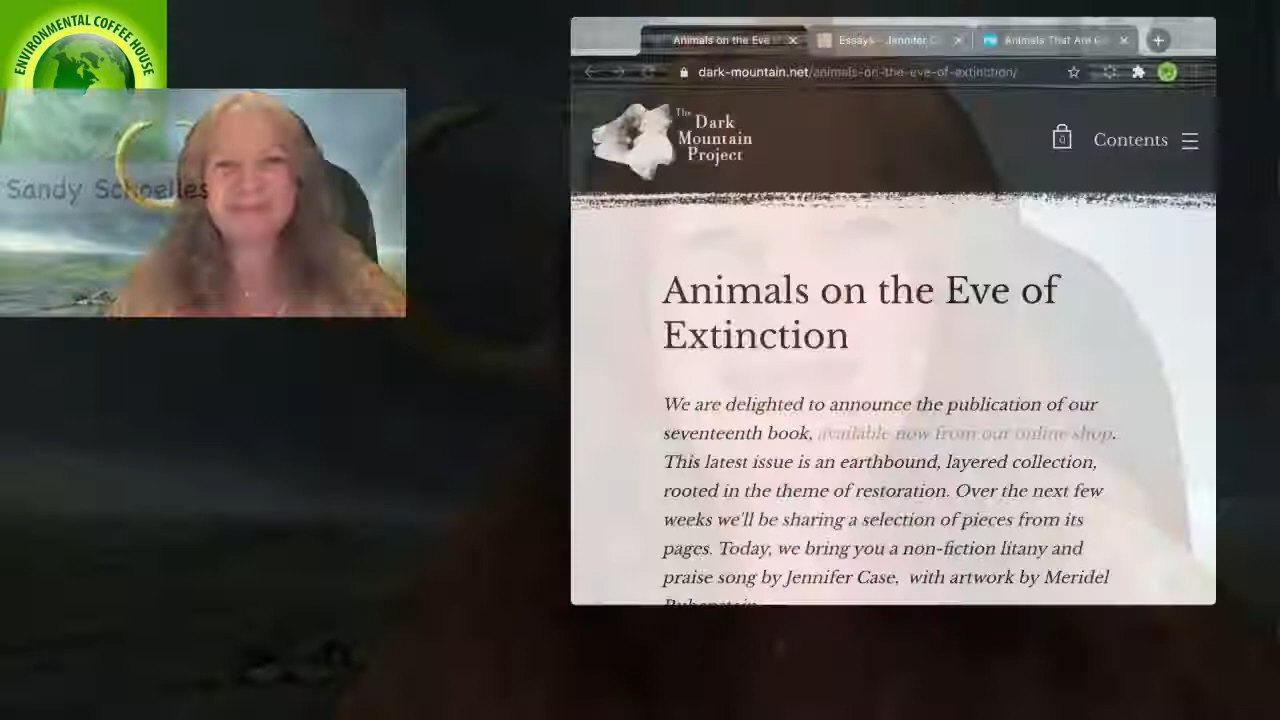 ENVIRONMENTAL COFFEE HOUSE
Sandy Schoelles
Animals on the Eve
Essays - Jennifer C
Animals That Are
dark-mountain.net/animals-on-the-eve-of-extinction/
The
Dark
Mountain
Project
0
Contents
Animals on the Eve of
Extinction
We are delighted to announce the publication of our
seventeenth book, available now from our online shop.
This latest issue is an earthbound, layered collection,
rooted in the theme of restoration. Over the next few
weeks we'll be sharing a selection of pieces from its
pages. Today, we bring you a non-fiction litany and
praise song by Jennifer Case, with artwork by Meridel